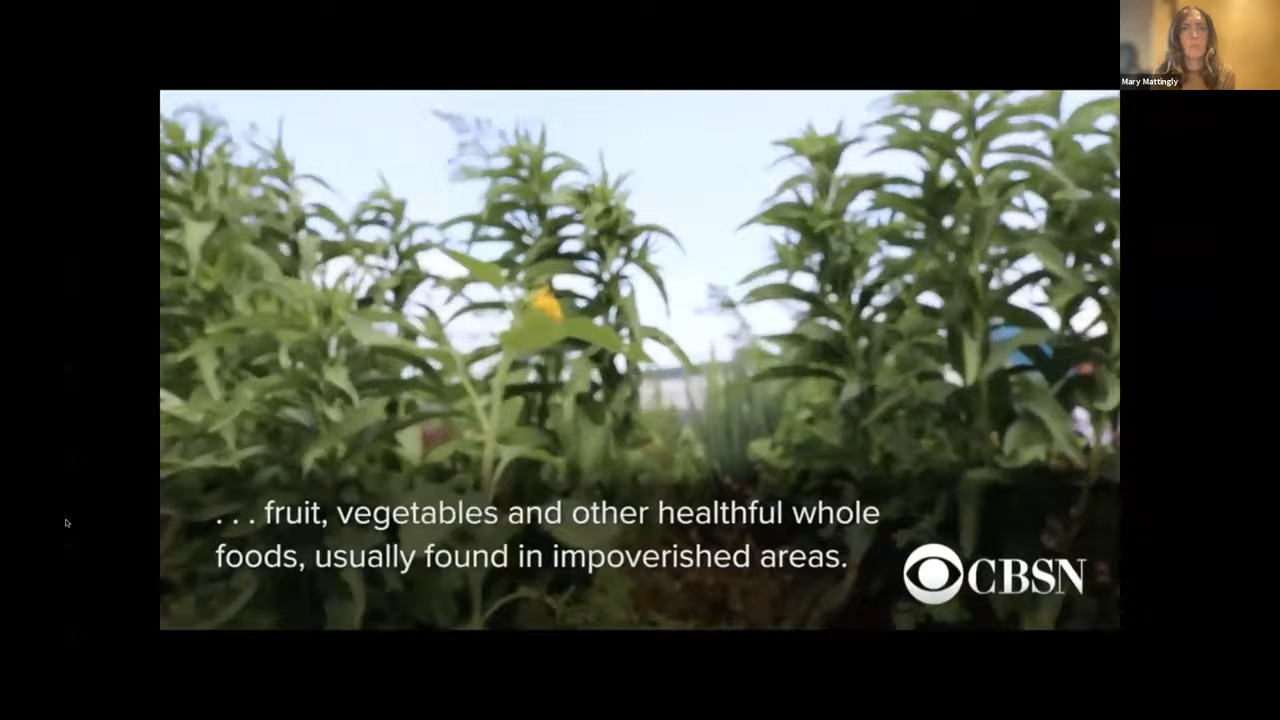 Mary Mattingly
. . . fruit, vegetables and other healthful whole
foods, usually found in impoverished areas.
CBSN